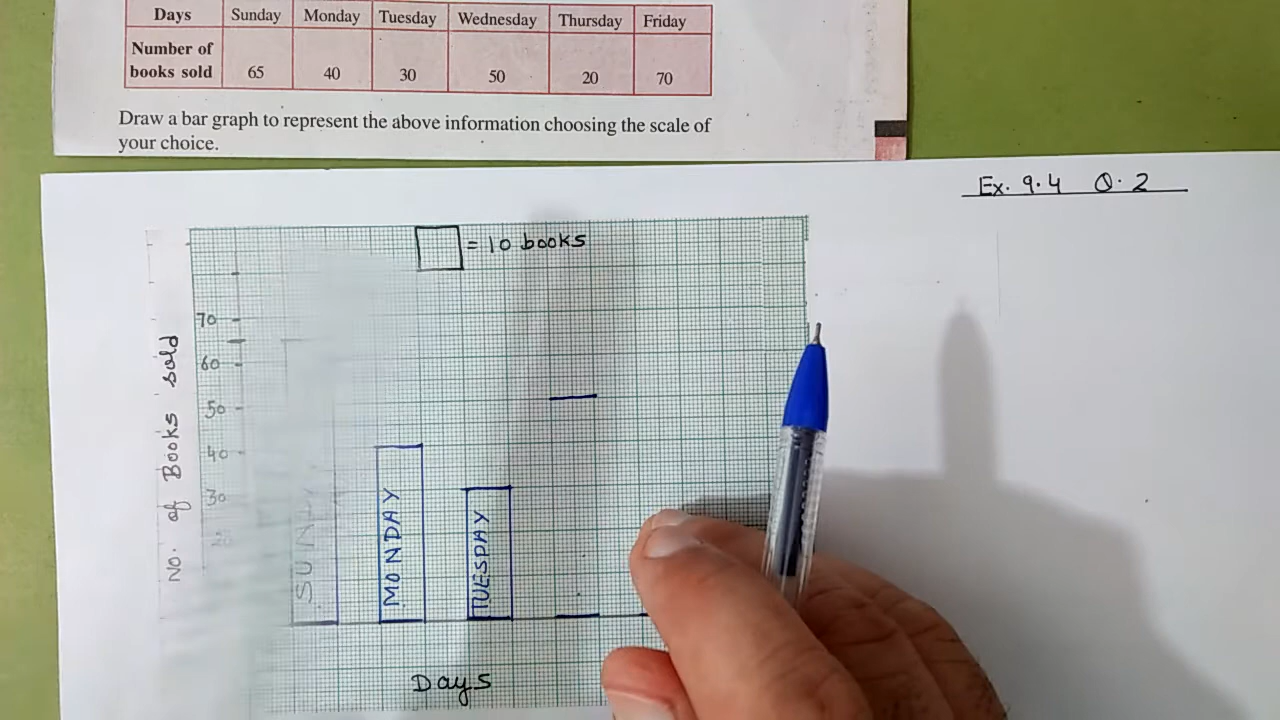 Days Sunday Monday Tuesday Wednesday Thursday Friday
Number of
books sold 65 40 30 50 20 70
Draw a bar graph to represent the above information choosing the scale of
your choice.
Ex. 9.4 Q. 2
= 10 books
70
60
50
40
30
20
No. of Books sold
SUNDAY
MONDAY
TUESDAY
Days